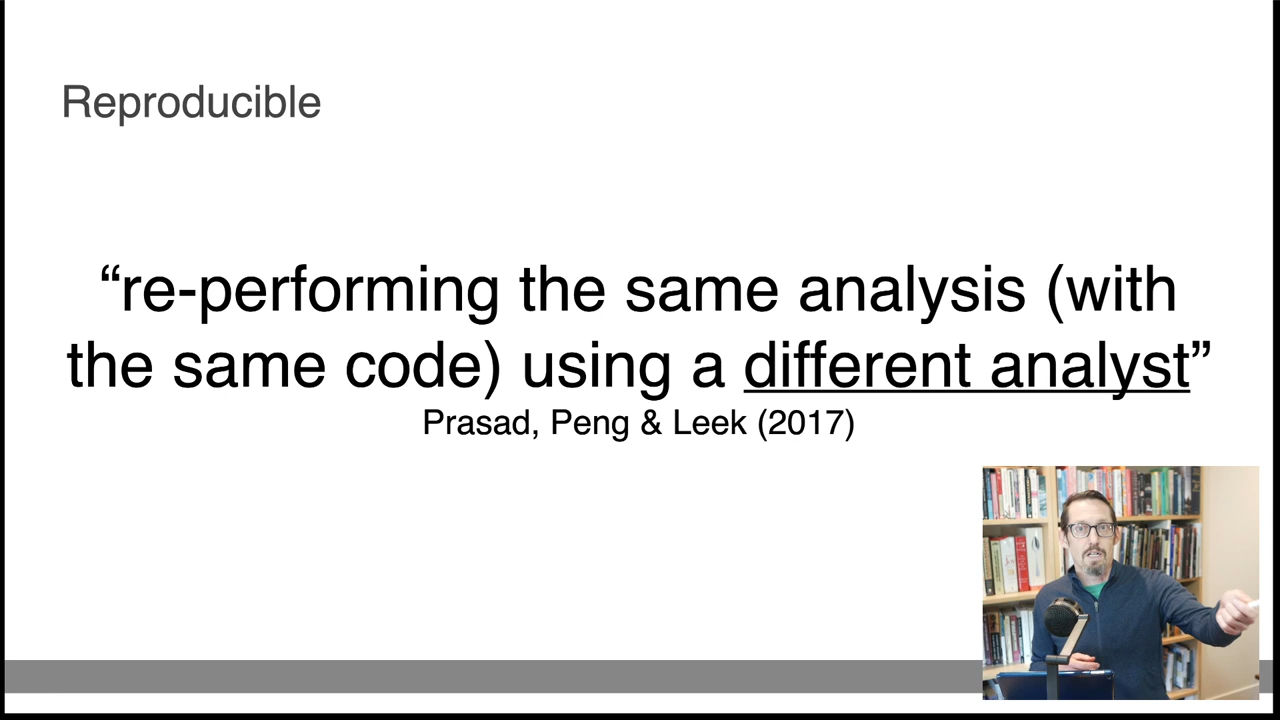 Reproducible
“re-performing the same analysis (with
the same code) using a different analyst”
Prasad, Peng & Leek (2017)